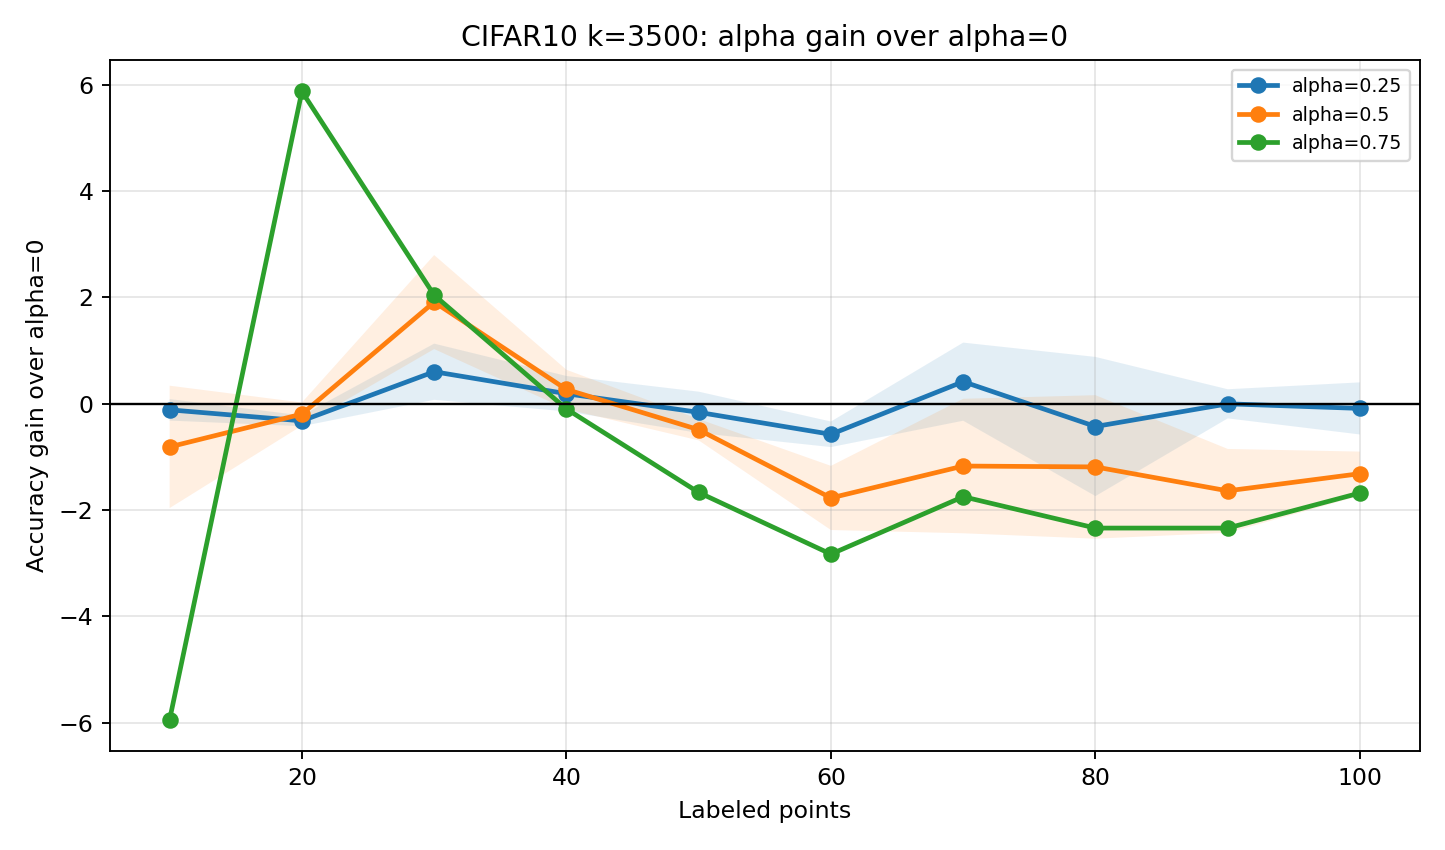 CIFAR10 k=3500: alpha gain over alpha=0
alpha=0.25
alpha=0.5
alpha=0.75
Accuracy gain over alpha=0
6
4
2
0
−2
−4
−6
20
40
60
80
100
Labeled points